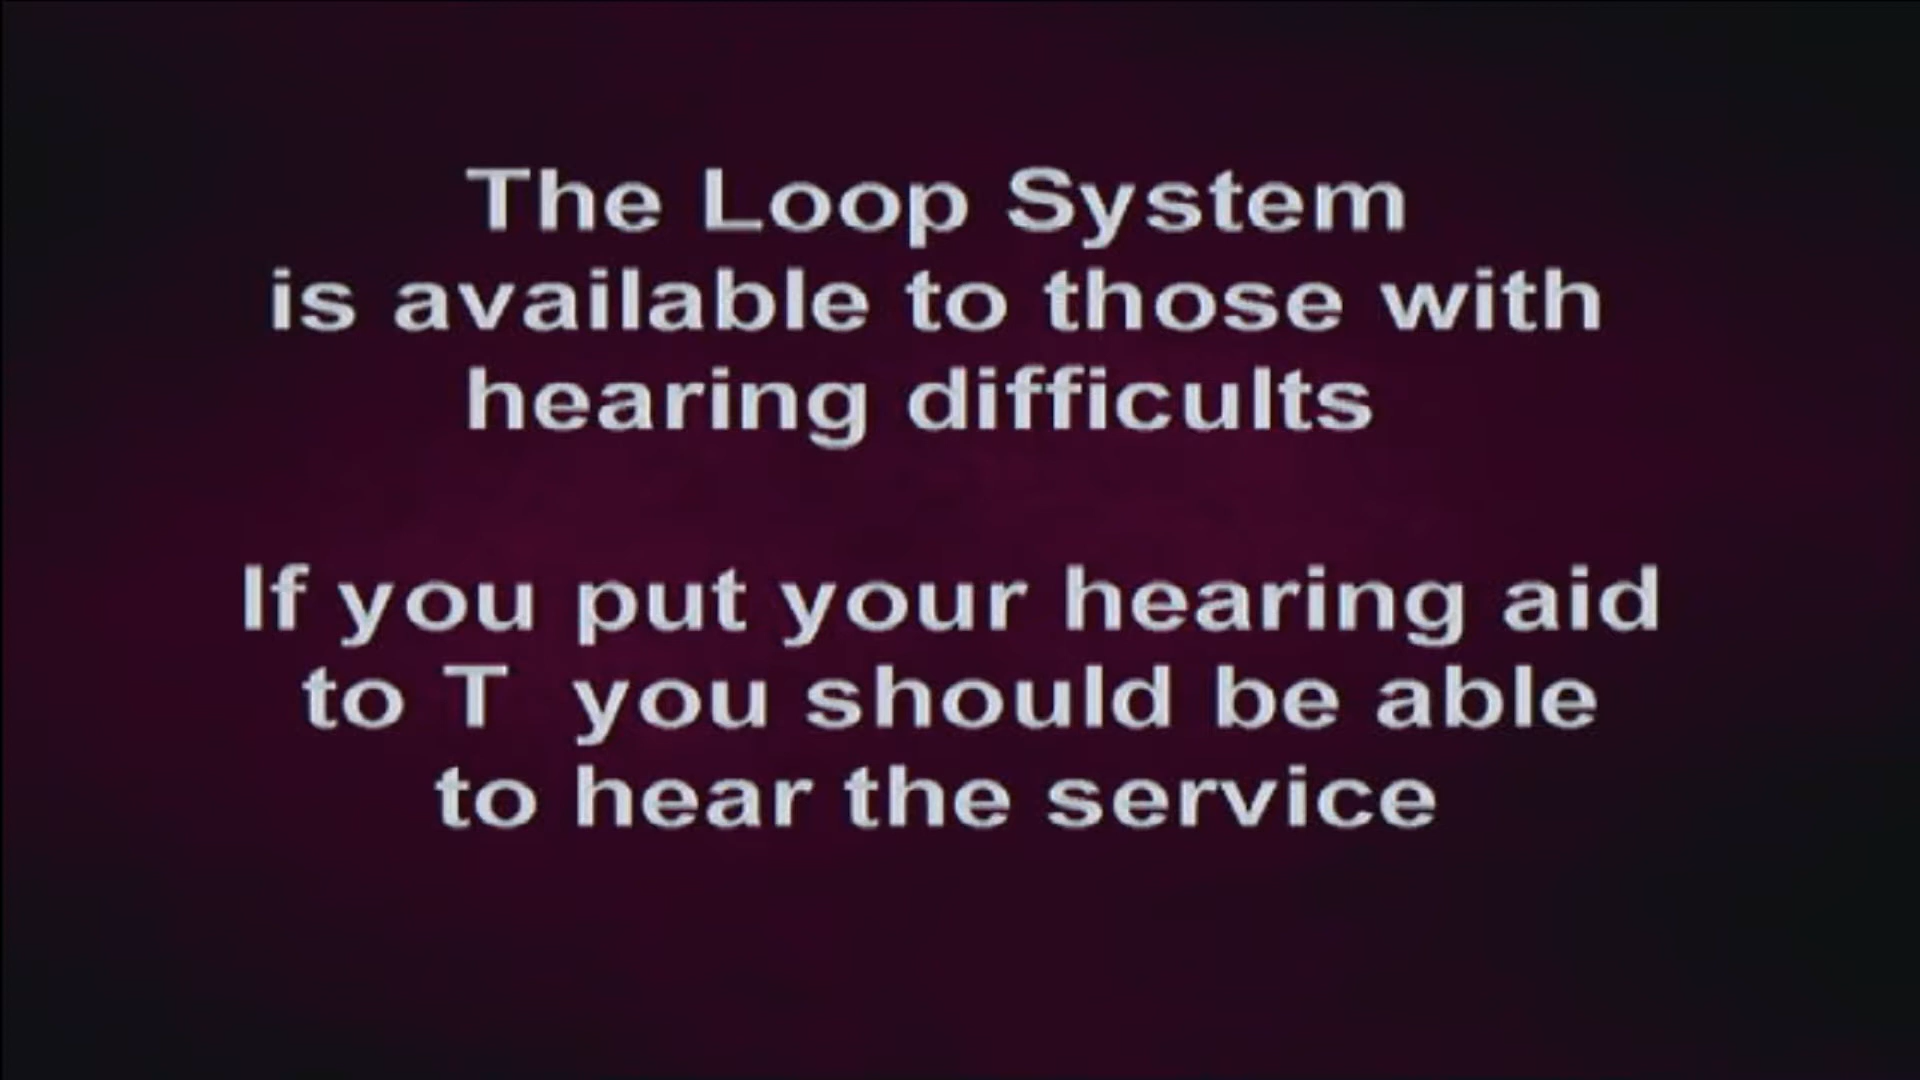 The Loop System
is available to those with
hearing difficults
If you put your hearing aid
to T  you should be able
to hear the service